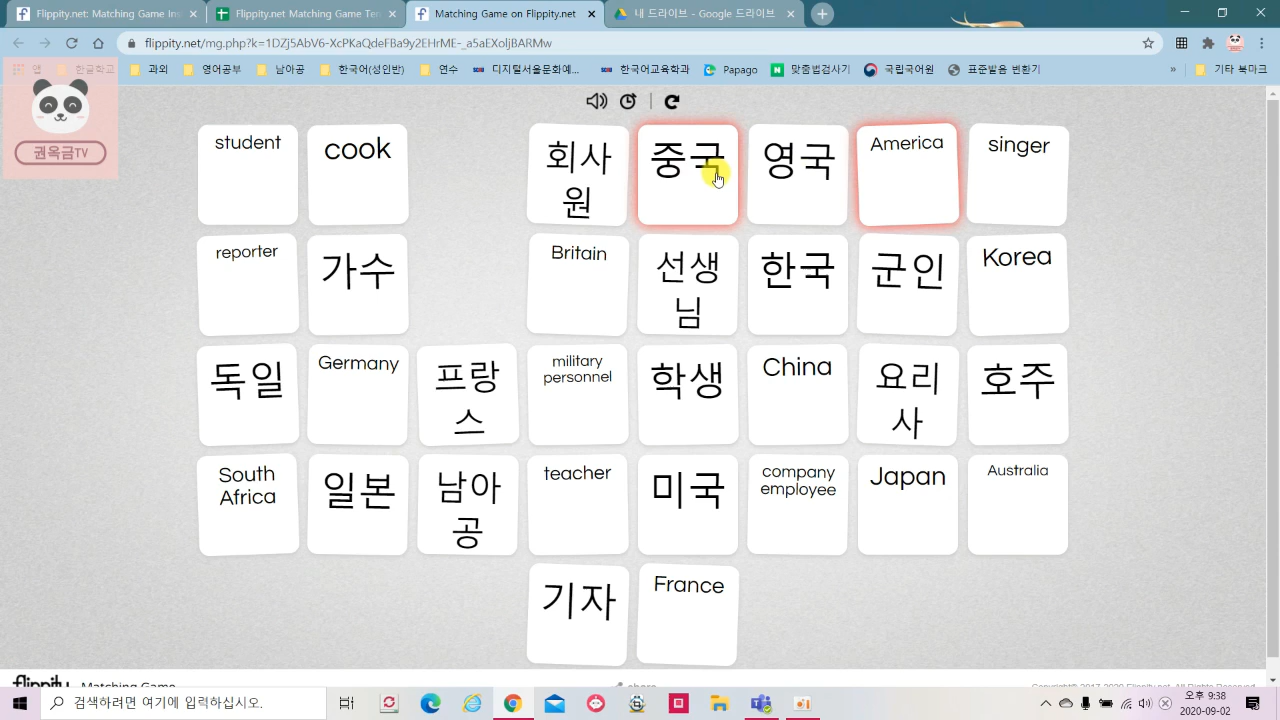 Flippity.net: Matching Game Ins
Flippity.net: Matching Game Ten
Matching Game on Flippity.net
내 드라이브 - Google 드라이브
flippity.net/mg.php?k=1DZj5AbV6-XcPKaQdeFBa9y2EHrME-_a5aEXoljBARMw
앱 한글학교 과외 영어공부 남아공 한국어(성인반) 연수 디지털서울문화예... 한국어교육학과 Papago 맞춤법검사기 국립국어원 표준발음 변환기 » 기타 북마크
권옥금TV
student
cook
회사
원
중국
영국
America
singer
reporter
가수
Britain
선생
님
한국
군인
Korea
독일
Germany
프랑
스
military
personnel
학생
China
요리
사
호주
South
Africa
일본
남아
공
teacher
미국
company
employee
Japan
Australia
기자
France
flippity Matching Game
share
검색하려면 여기에 입력하십시오.
오후 9:38
2020-09-02